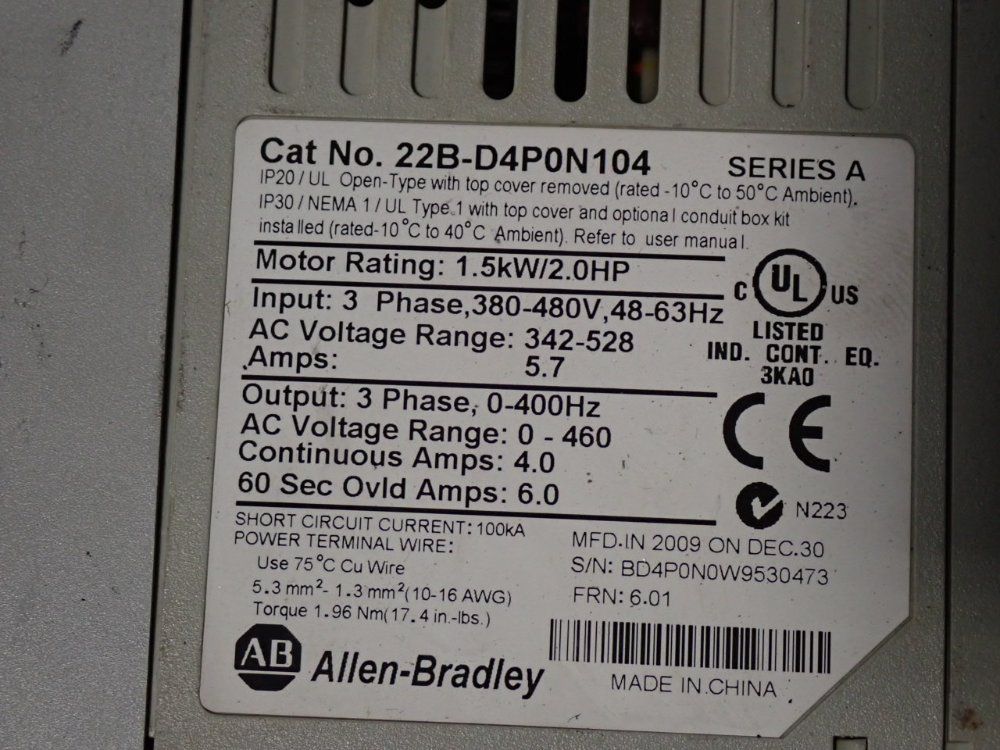 Cat No. 22B-D4P0N104 SERIES A
IP20 / UL Open-Type with top cover removed (rated -10°C to 50°C Ambient).
IP30 / NEMA 1 / UL Type 1 with top cover and optional conduit box kit
installed (rated-10°C to 40°C Ambient). Refer to user manual.
Motor Rating: 1.5kW/2.0HP
Input: 3 Phase,380-480V,48-63Hz
AC Voltage Range: 342-528
Amps: 5.7
C UL US
LISTED
IND. CONT. EQ.
3KA0
Output: 3 Phase, 0-400Hz
AC Voltage Range: 0 - 460
Continuous Amps: 4.0
60 Sec Ovld Amps: 6.0
CE
N223
SHORT CIRCUIT CURRENT: 100kA
POWER TERMINAL WIRE:
Use 75°C Cu Wire
5.3 mm²- 1.3 mm²(10-16 AWG)
Torque 1.96 Nm(17.4 in.-lbs.)
MFD.IN 2009 ON DEC.30
S/N: BD4P0N0W9530473
FRN: 6.01
AB Allen-Bradley
MADE IN CHINA